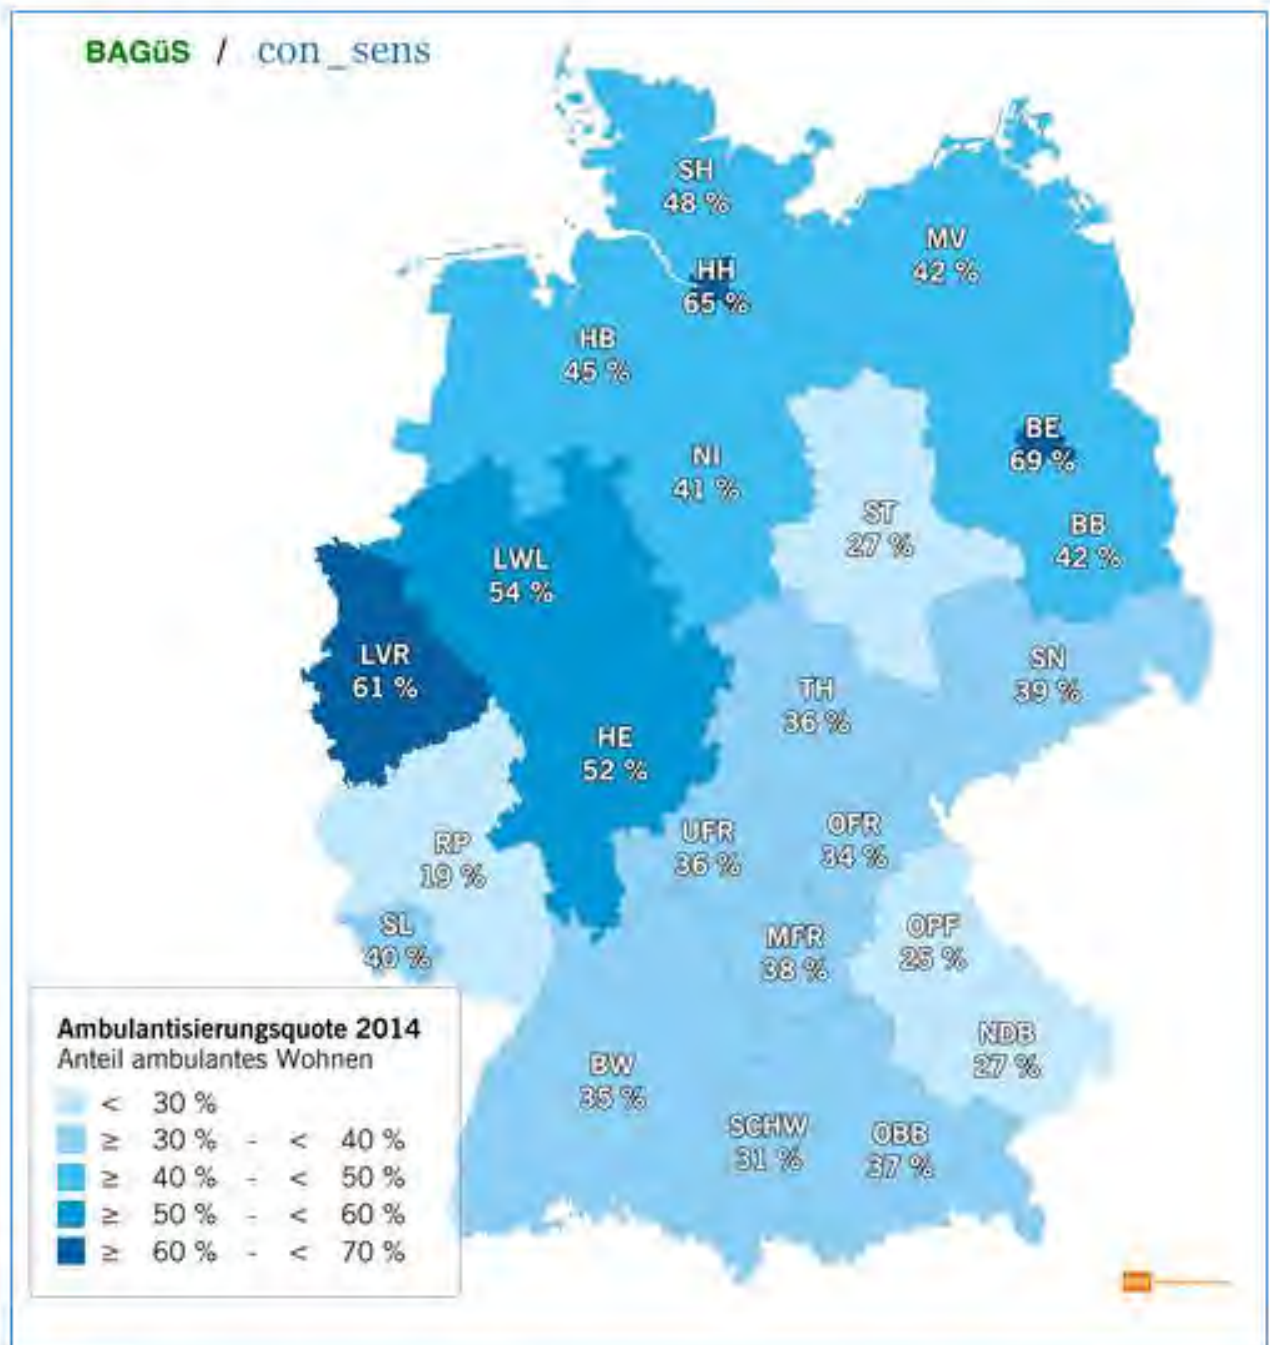 BAGüS / con_sens
SH
48 %
MV
42 %
HH
65 %
HB
45 %
BE
69 %
NI
41 %
ST
27 %
BB
42 %
LWL
54 %
LVR
61 %
SN
39 %
TH
36 %
HE
52 %
UFR
36 %
OFR
34 %
RP
19 %
SL
40 %
MFR
38 %
OPF
25 %
NDB
27 %
BW
35 %
SCHW
31 %
OBB
37 %
Ambulantisierungsquote 2014
Anteil ambulantes Wohnen
< 30 %
≥ 30 % - < 40 %
≥ 40 % - < 50 %
≥ 50 % - < 60 %
≥ 60 % - < 70 %